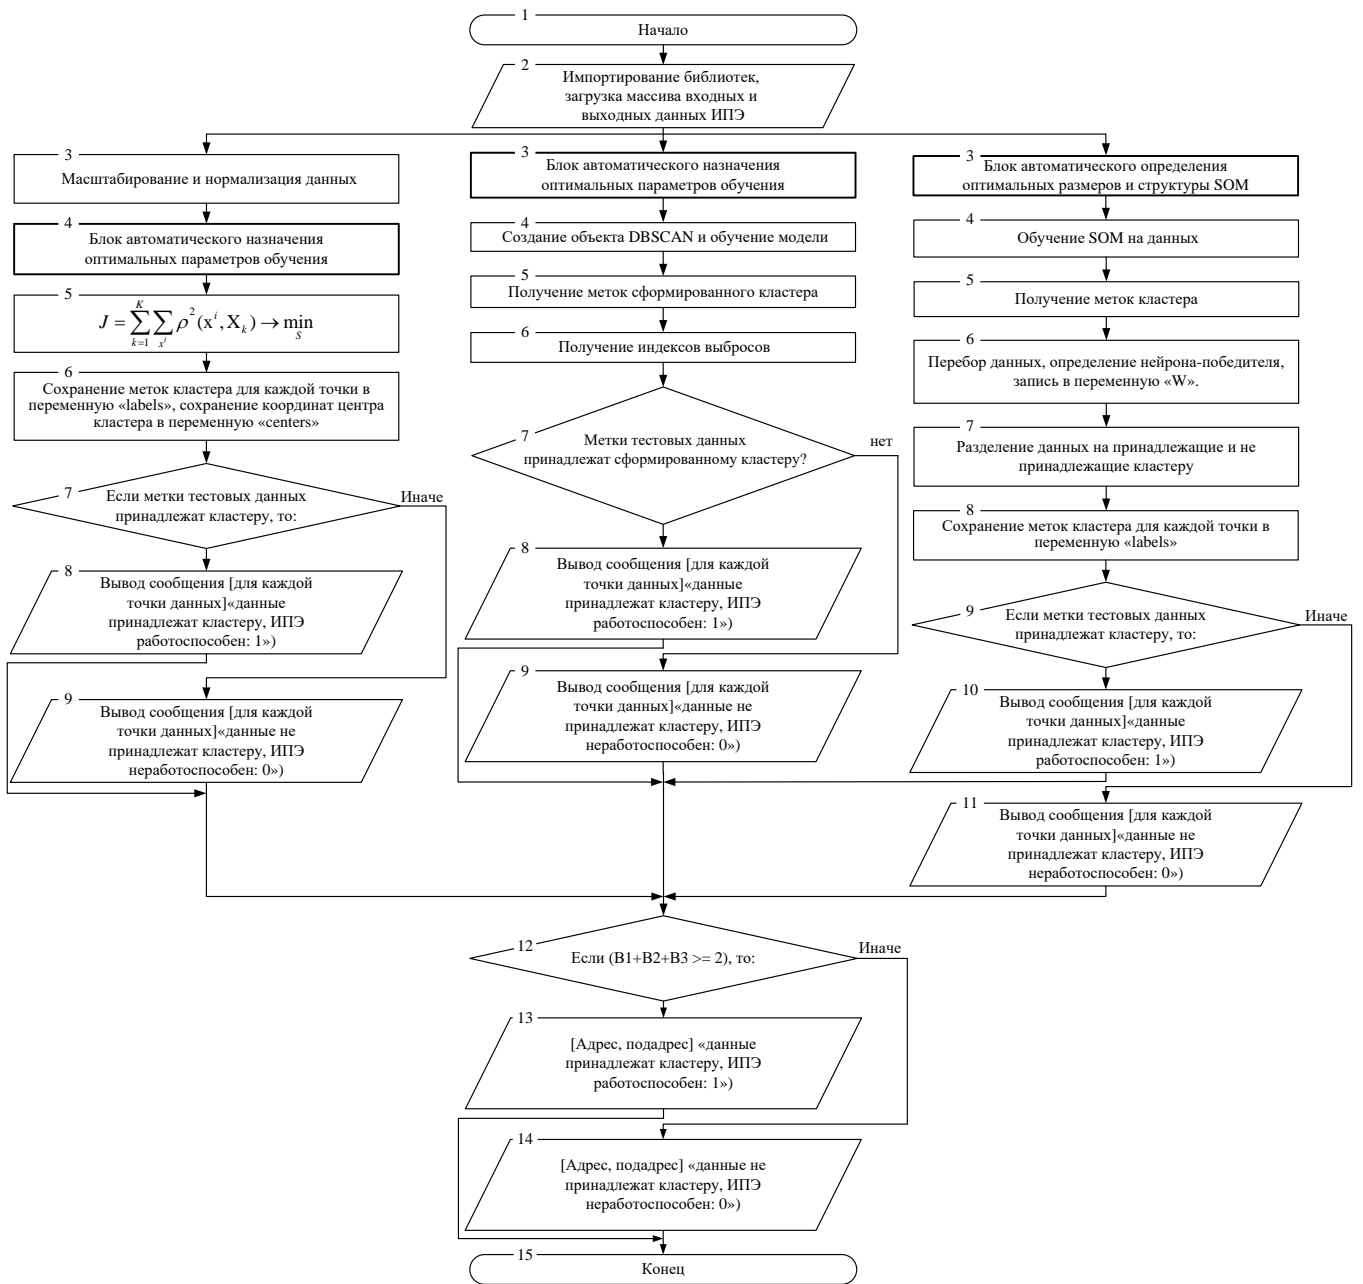 1
Начало
2
Импортирование библиотек,
загрузка массива входных и
выходных данных ИПЭ
3
Масштабирование и нормализация данных
4
Блок автоматического назначения
оптимальных параметров обучения
5
J = \sum_{k=1}^{K} \sum_{x^i} ρ^2 (x^i, X_k) → min_S
6
Сохранение меток кластера для каждой точки в
переменную «labels», сохранение координат центра
кластера в переменную «centers»
7
Если метки тестовых данных
принадлежат кластеру, то:
Иначе
8
Вывод сообщения [для каждой
точки данных]«данные
принадлежат кластеру, ИПЭ
работоспособен: 1»)
9
Вывод сообщения [для каждой
точки данных]«данные не
принадлежат кластеру, ИПЭ
неработоспособен: 0»)
3
Блок автоматического назначения
оптимальных параметров обучения
4
Создание объекта DBSCAN и обучение модели
5
Получение меток сформированного кластера
6
Получение индексов выбросов
7
Метки тестовых данных
принадлежат сформированному кластеру?
нет
8
Вывод сообщения [для каждой
точки данных]«данные
принадлежат кластеру, ИПЭ
работоспособен: 1»)
9
Вывод сообщения [для каждой
точки данных]«данные не
принадлежат кластеру, ИПЭ
неработоспособен: 0»)
3
Блок автоматического определения
оптимальных размеров и структуры SOM
4
Обучение SOM на данных
5
Получение меток кластера
6
Перебор данных, определение нейрона-победителя,
запись в переменную «W».
7
Разделение данных на принадлежащие и не
принадлежащие кластеру
8
Сохранение меток кластера для каждой точки в
переменную «labels»
9
Если метки тестовых данных
принадлежат кластеру, то:
Иначе
10
Вывод сообщения [для каждой
точки данных]«данные
принадлежат кластеру, ИПЭ
работоспособен: 1»)
11
Вывод сообщения [для каждой
точки данных]«данные не
принадлежат кластеру, ИПЭ
неработоспособен: 0»)
12
Если (B1+B2+B3 >= 2), то:
Иначе
13
[Адрес, подадрес] «данные
принадлежат кластеру, ИПЭ
работоспособен: 1»)
14
[Адрес, подадрес] «данные не
принадлежат кластеру, ИПЭ
неработоспособен: 0»)
15
Конец